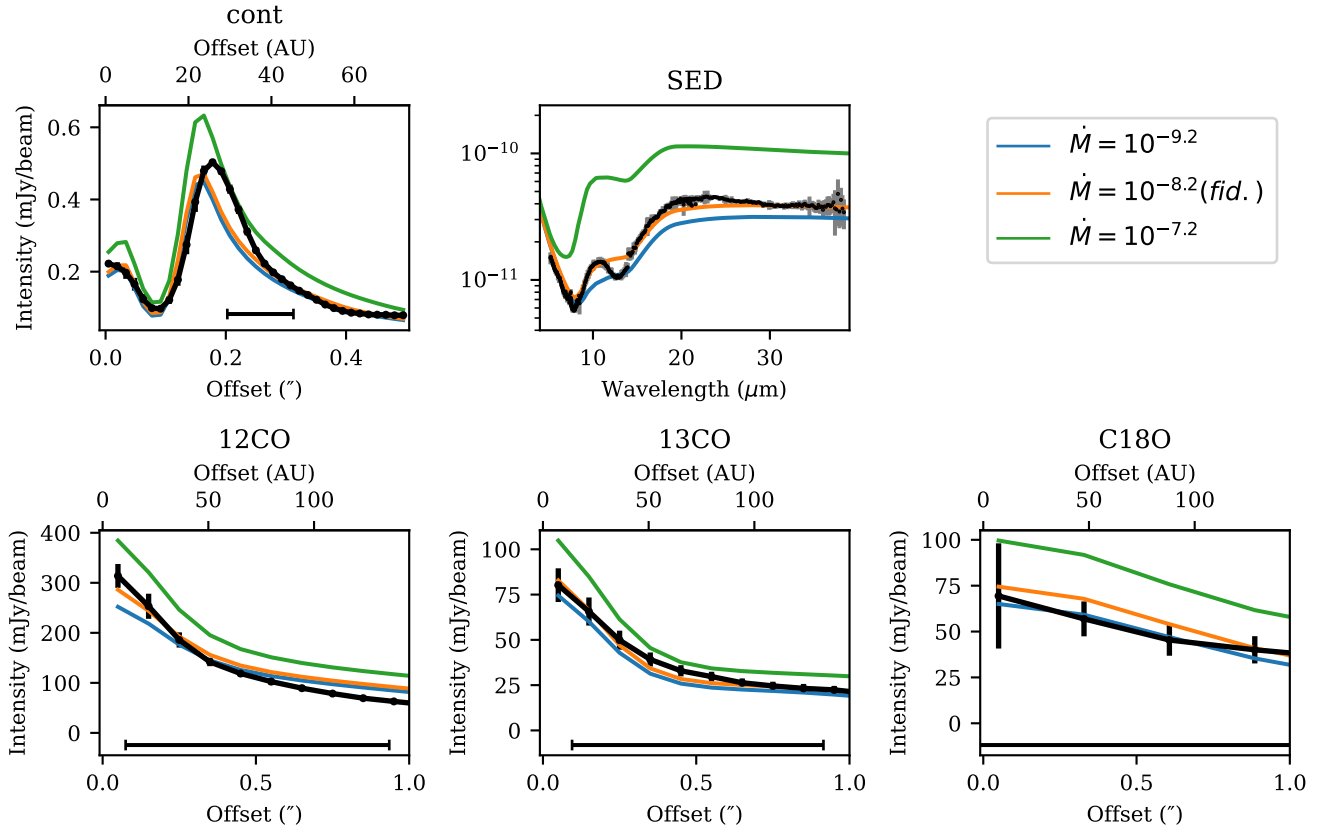 cont
Offset (AU)
0 20 40 60
Intensity (mJy/beam)
0.6
0.4
0.2
0.0 0.2 0.4
Offset (″)
SED
10⁻¹⁰
10⁻¹¹
10 20 30
Wavelength (μm)
Ṁ = 10⁻⁹·²
Ṁ = 10⁻⁸·²(fid.)
Ṁ = 10⁻⁷·²
12CO
Offset (AU)
0 50 100
Intensity (mJy/beam)
400
300
200
100
0
0.0 0.5 1.0
Offset (″)
13CO
Offset (AU)
0 50 100
Intensity (mJy/beam)
100
75
50
25
0
0.0 0.5 1.0
Offset (″)
C18O
Offset (AU)
0 50 100
Intensity (mJy/beam)
100
75
50
25
0
0.0 0.5 1.0
Offset (″)